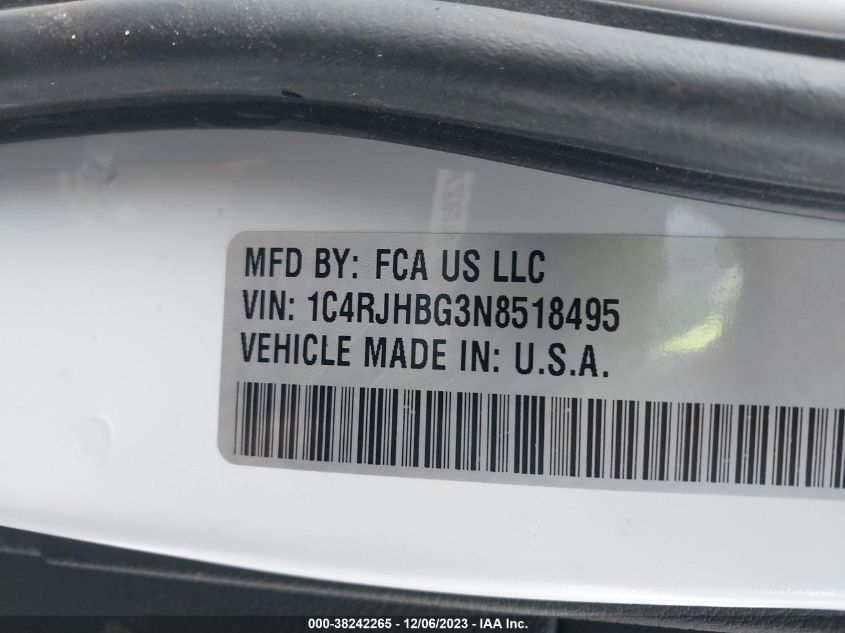 MFD BY: FCA US LLC
VIN: 1C4RJHBG3N8518495
VEHICLE MADE IN: U.S.A.
000-38242265 - 12/06/2023 - IAA Inc.